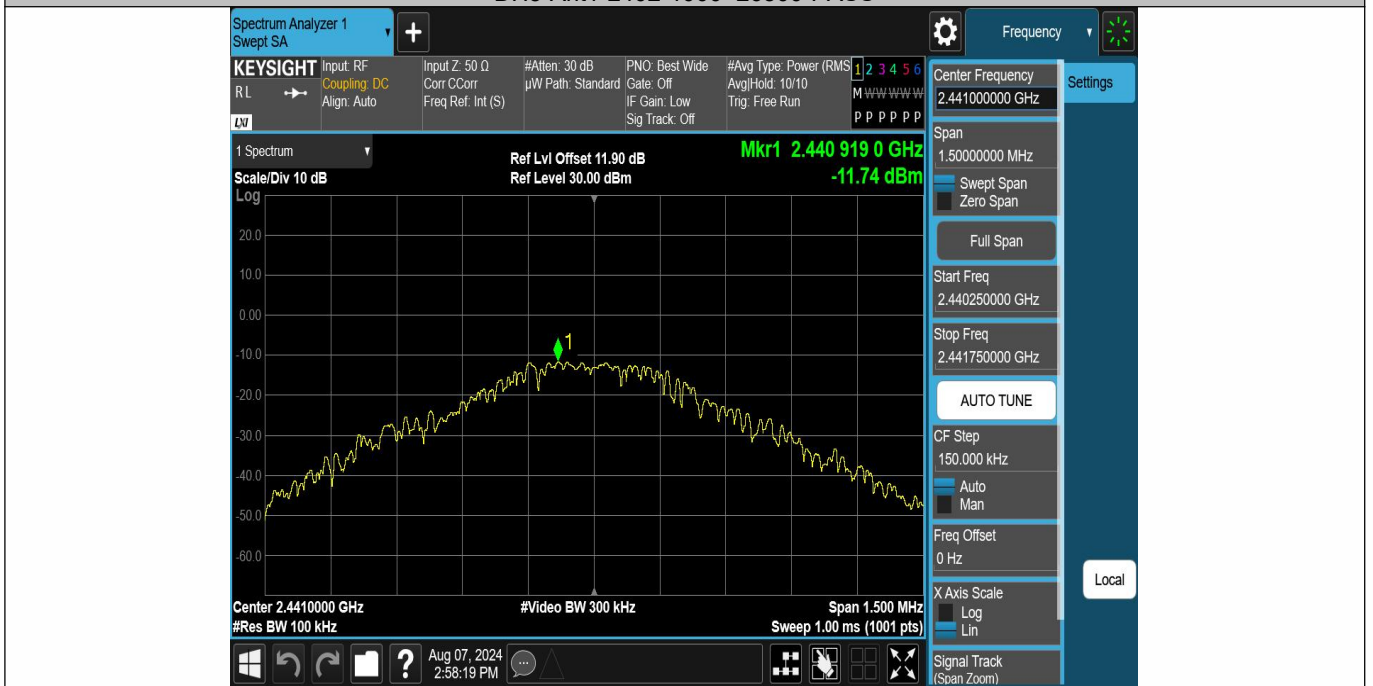 Spectrum Analyzer 1
Swept SA
Frequency
KEYSIGHT
RL
LXI
Input: RF
Coupling: DC
Align: Auto
Input Z: 50 Ω
Corr CCorr
Freq Ref: Int (S)
#Atten: 30 dB
µW Path: Standard
PNO: Best Wide
Gate: Off
IF Gain: Low
Sig Track: Off
#Avg Type: Power (RMS
Avg|Hold: 10/10
Trig: Free Run
1 2 3 4 5 6
M W W W W W
P P P P P P
Center Frequency
2.441000000 GHz
Settings
Span
1.50000000 MHz
Swept Span
Zero Span
Full Span
Start Freq
2.440250000 GHz
Stop Freq
2.441750000 GHz
AUTO TUNE
CF Step
150.000 kHz
Auto
Man
Freq Offset
0 Hz
X Axis Scale
Log
Lin
Signal Track
(Span Zoom)
Local
1 Spectrum
Scale/Div 10 dB
Log
Ref Lvl Offset 11.90 dB
Ref Level 30.00 dBm
Mkr1 2.440 919 0 GHz
-11.74 dBm
20.0
10.0
0.00
-10.0
-20.0
-30.0
-40.0
-50.0
-60.0
1
Center 2.4410000 GHz
#Res BW 100 kHz
#Video BW 300 kHz
Span 1.500 MHz
Sweep 1.00 ms (1001 pts)
?
Aug 07, 2024
2:58:19 PM